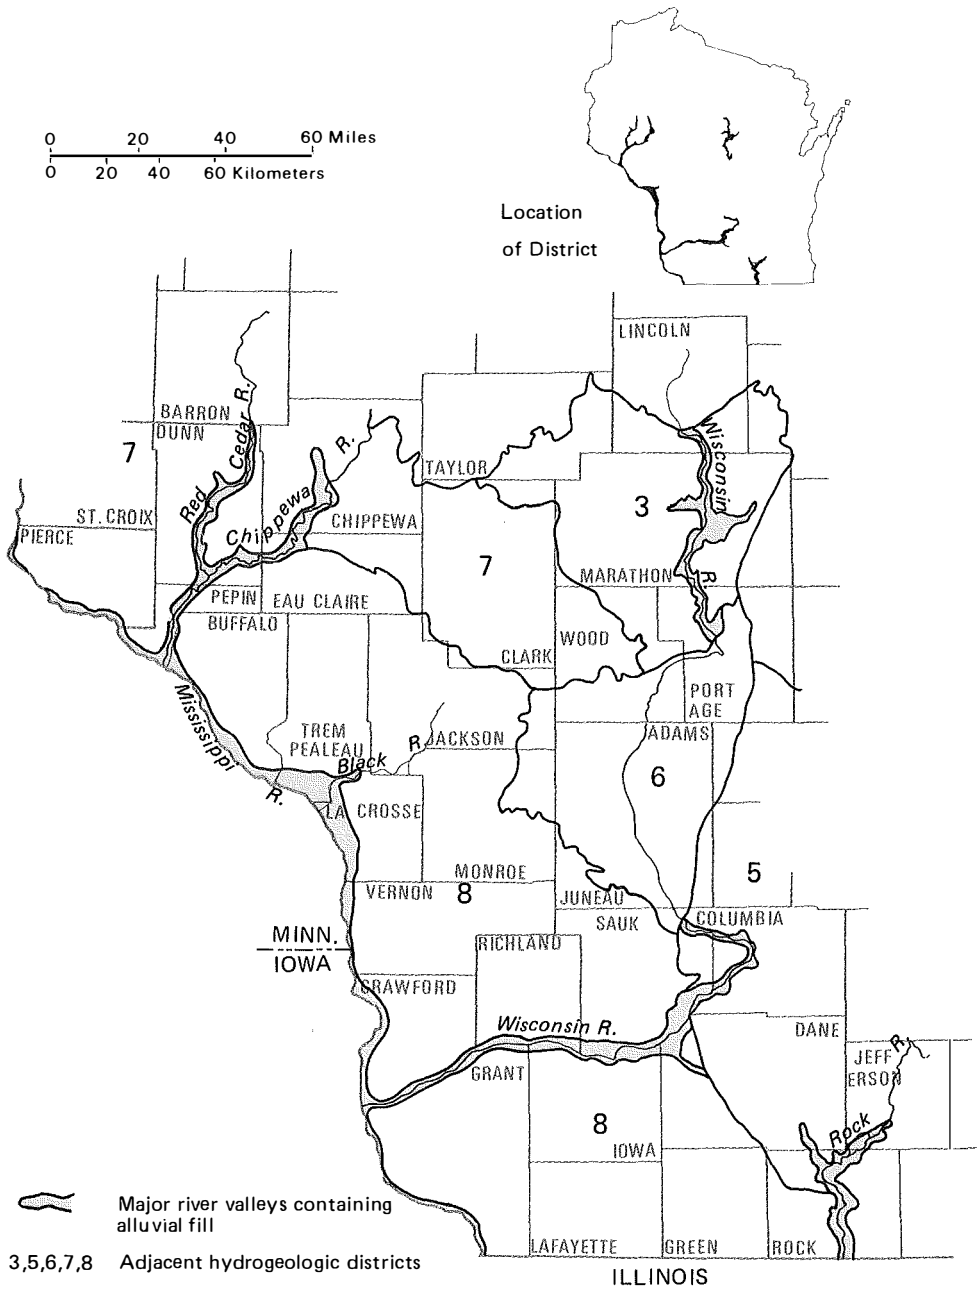 0 20 40 60 Miles
0 20 40 60 Kilometers
Location
of District
LINCOLN
BARRON
DUNN
7
Red Cedar R.
Chippewa R.
TAYLOR
Wisconsin R.
3
ST. CROIX
PIERCE
CHIPPEWA
7
MARATHON
PEPIN
EAU CLAIRE
BUFFALO
WOOD
CLARK
PORT
AGE
Mississippi R.
TREM
PEALEAU
Black R.
JACKSON
ADAMS
6
LA CROSSE
MONROE
5
VERNON
8
JUNEAU
SAUK
COLUMBIA
MINN.
IOWA
RICHLAND
CRAWFORD
Wisconsin R.
DANE
JEFF
ERSON
GRANT
Rock R.
8
IOWA
Major river valleys containing
alluvial fill
3,5,6,7,8 Adjacent hydrogeologic districts
LAFAYETTE
GREEN
ROCK
ILLINOIS